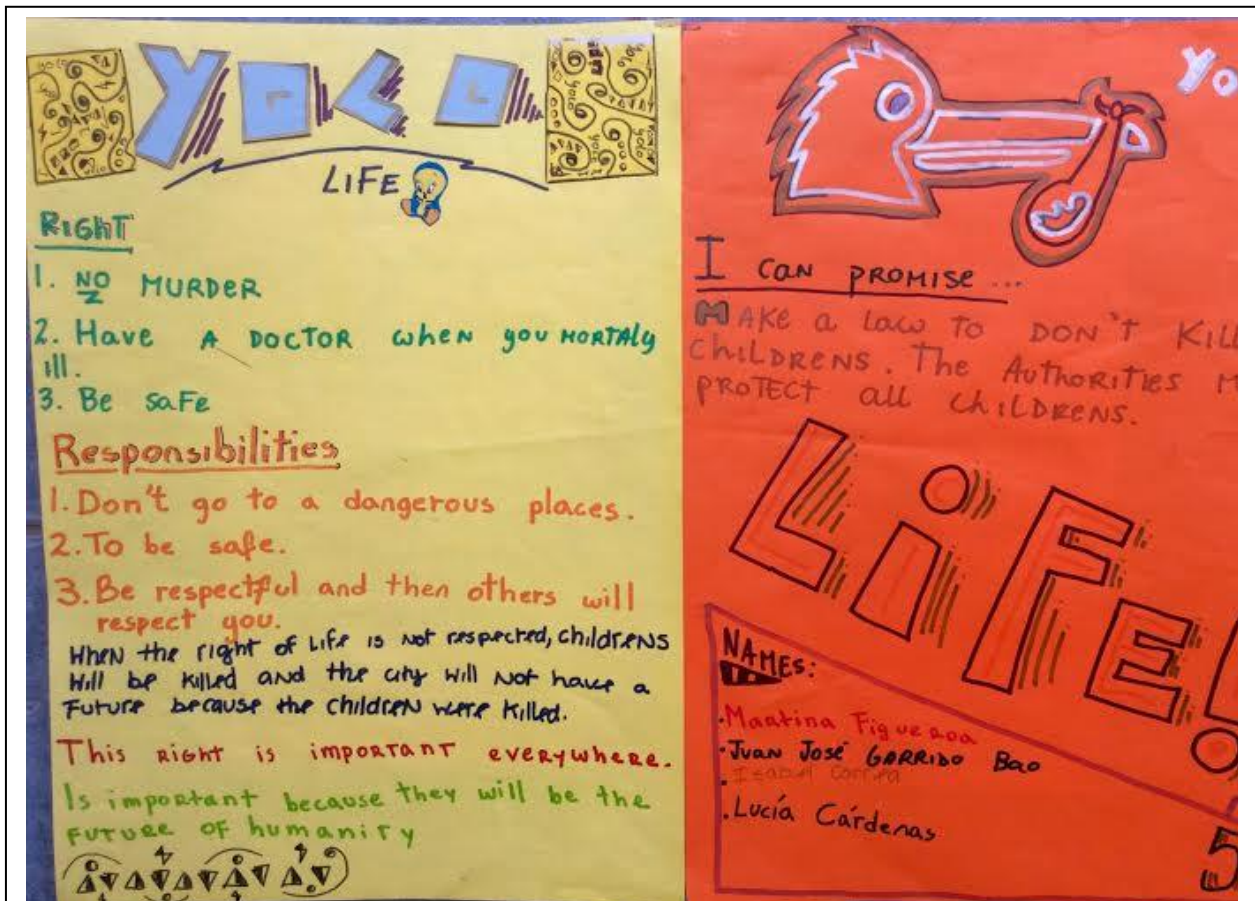 YOLO
LIFE
RIGHT
1. NO MURDER
2. Have A DOCTOR when you MORTALY
ill.
3. Be saFe
Responsibilities
1. Don't go to a dangerous places.
2. To be safe.
3. Be respectful and then others will
respect you.
WHEN the right of Life is not respected, childrens
will be killed and the city will not have a
Future because the children were killed.
This Right is important everywhere.
Is important because they will be the
Future of humanity
YO
I can promise...
MAKE a Law to DON'T KILL
CHILDRENS. The Authorities M
PROTECT all CHILDRENS.
LiFE!
NAMES:
.Martina Figueroa
.Juan José GARRIDO Bao
.Isabel Correa
.Lucía Cárdenas
5